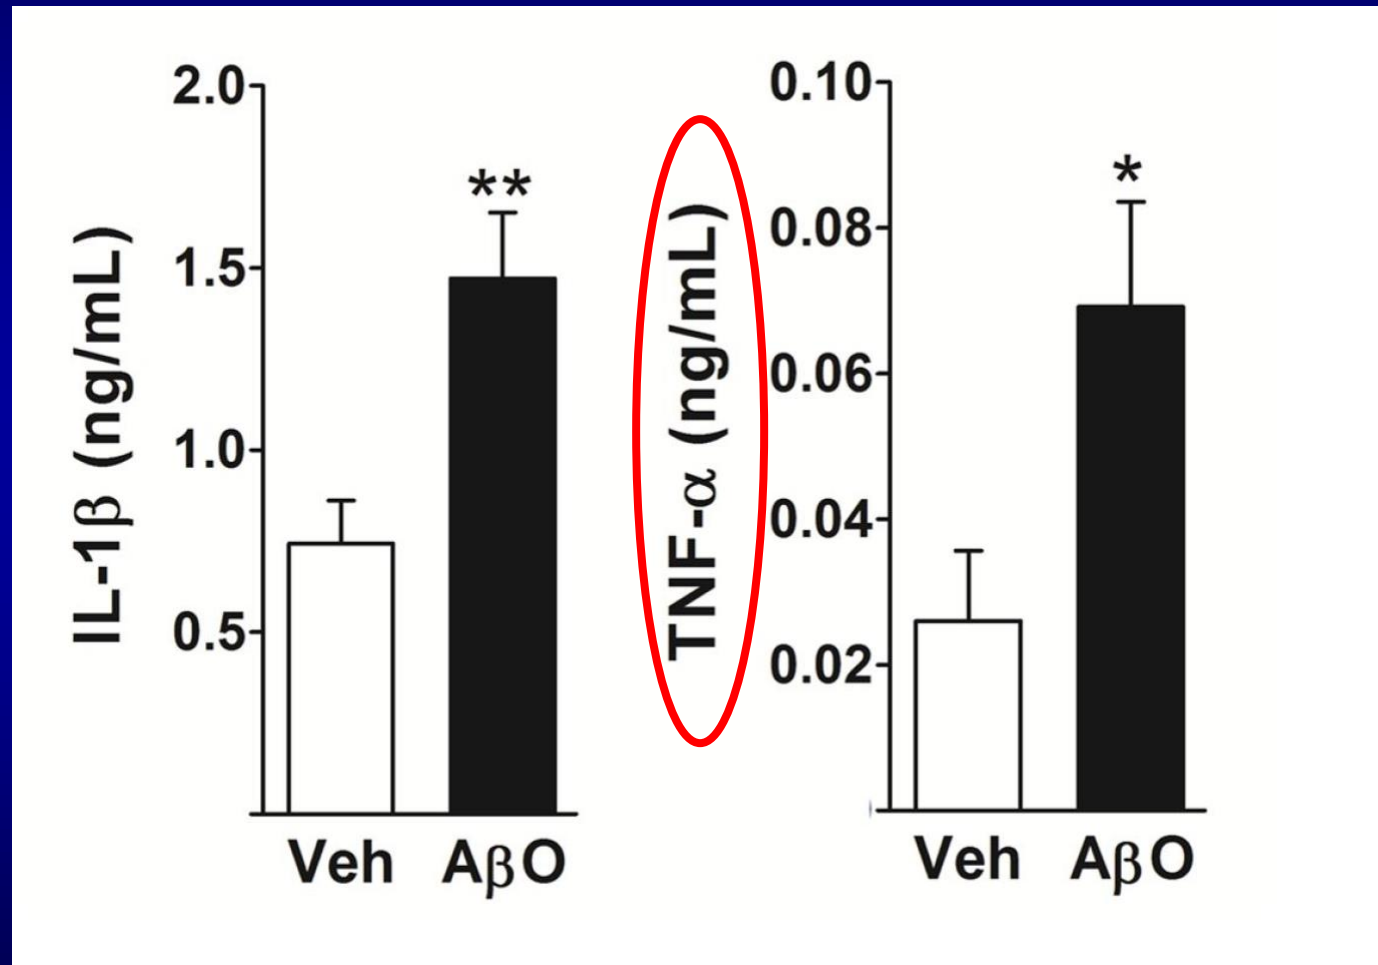 IL-1β (ng/mL)
2.0
1.5
1.0
0.5
**
Veh AβO
TNF-α (ng/mL)
0.10
0.08
0.06
0.04
0.02
*
Veh AβO